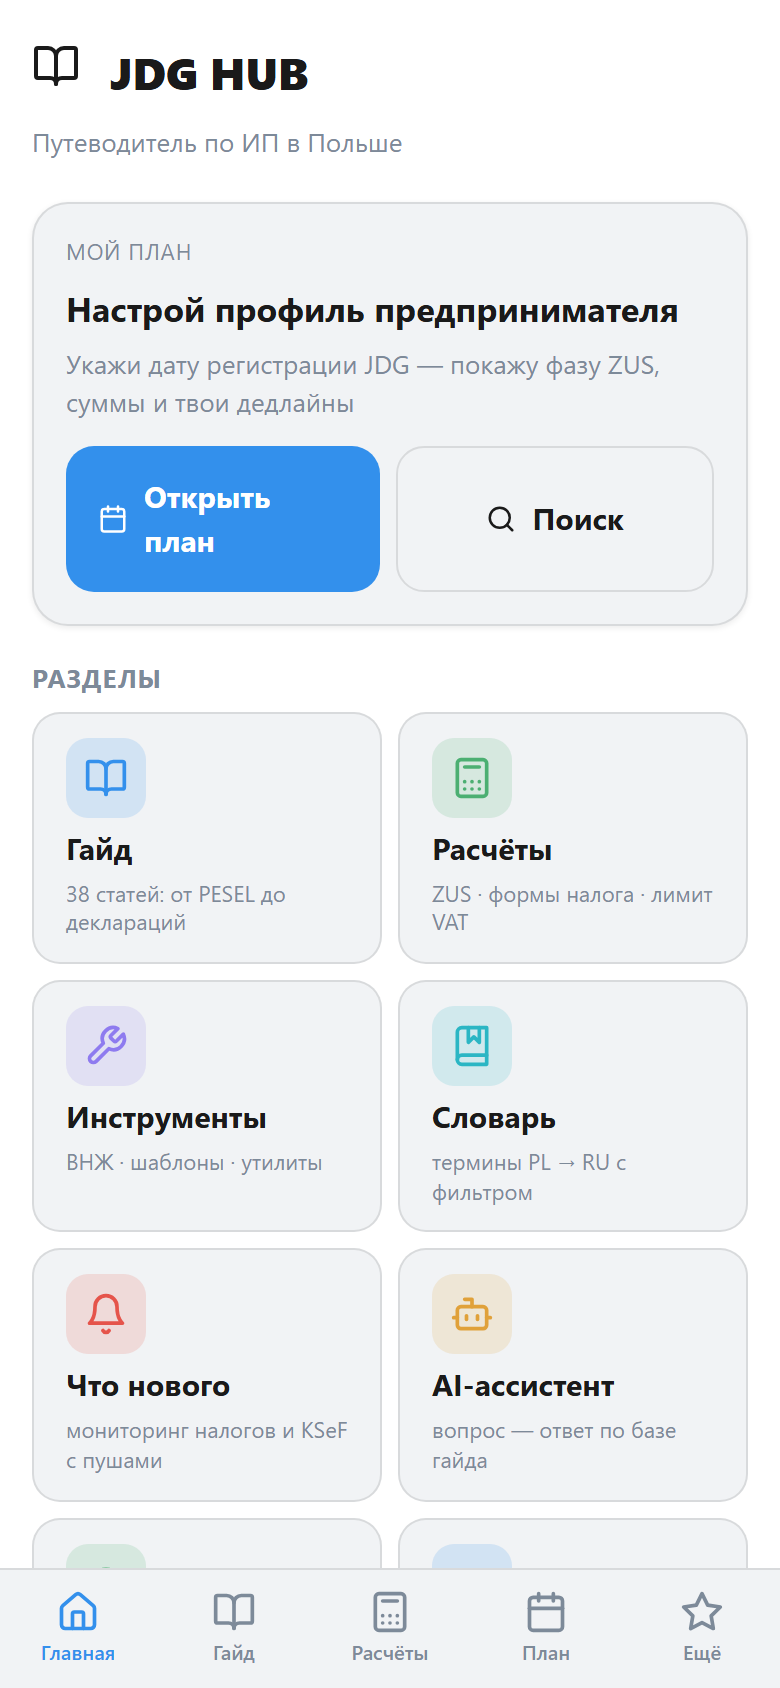 JDG HUB
Путеводитель по ИП в Польше
МОЙ ПЛАН
Настрой профиль предпринимателя
Укажи дату регистрации JDG — покажу фазу ZUS,
суммы и твои дедлайны
Открыть
план
Поиск
РАЗДЕЛЫ
Гайд
38 статей: от PESEL до
деклараций
Расчёты
ZUS · формы налога · лимит
VAT
Инструменты
ВНЖ · шаблоны · утилиты
Словарь
термины PL → RU с
фильтром
Что нового
мониторинг налогов и KSeF
с пушами
AI-ассистент
вопрос — ответ по базе
гайда
Главная
Гайд
Расчёты
План
Ещё